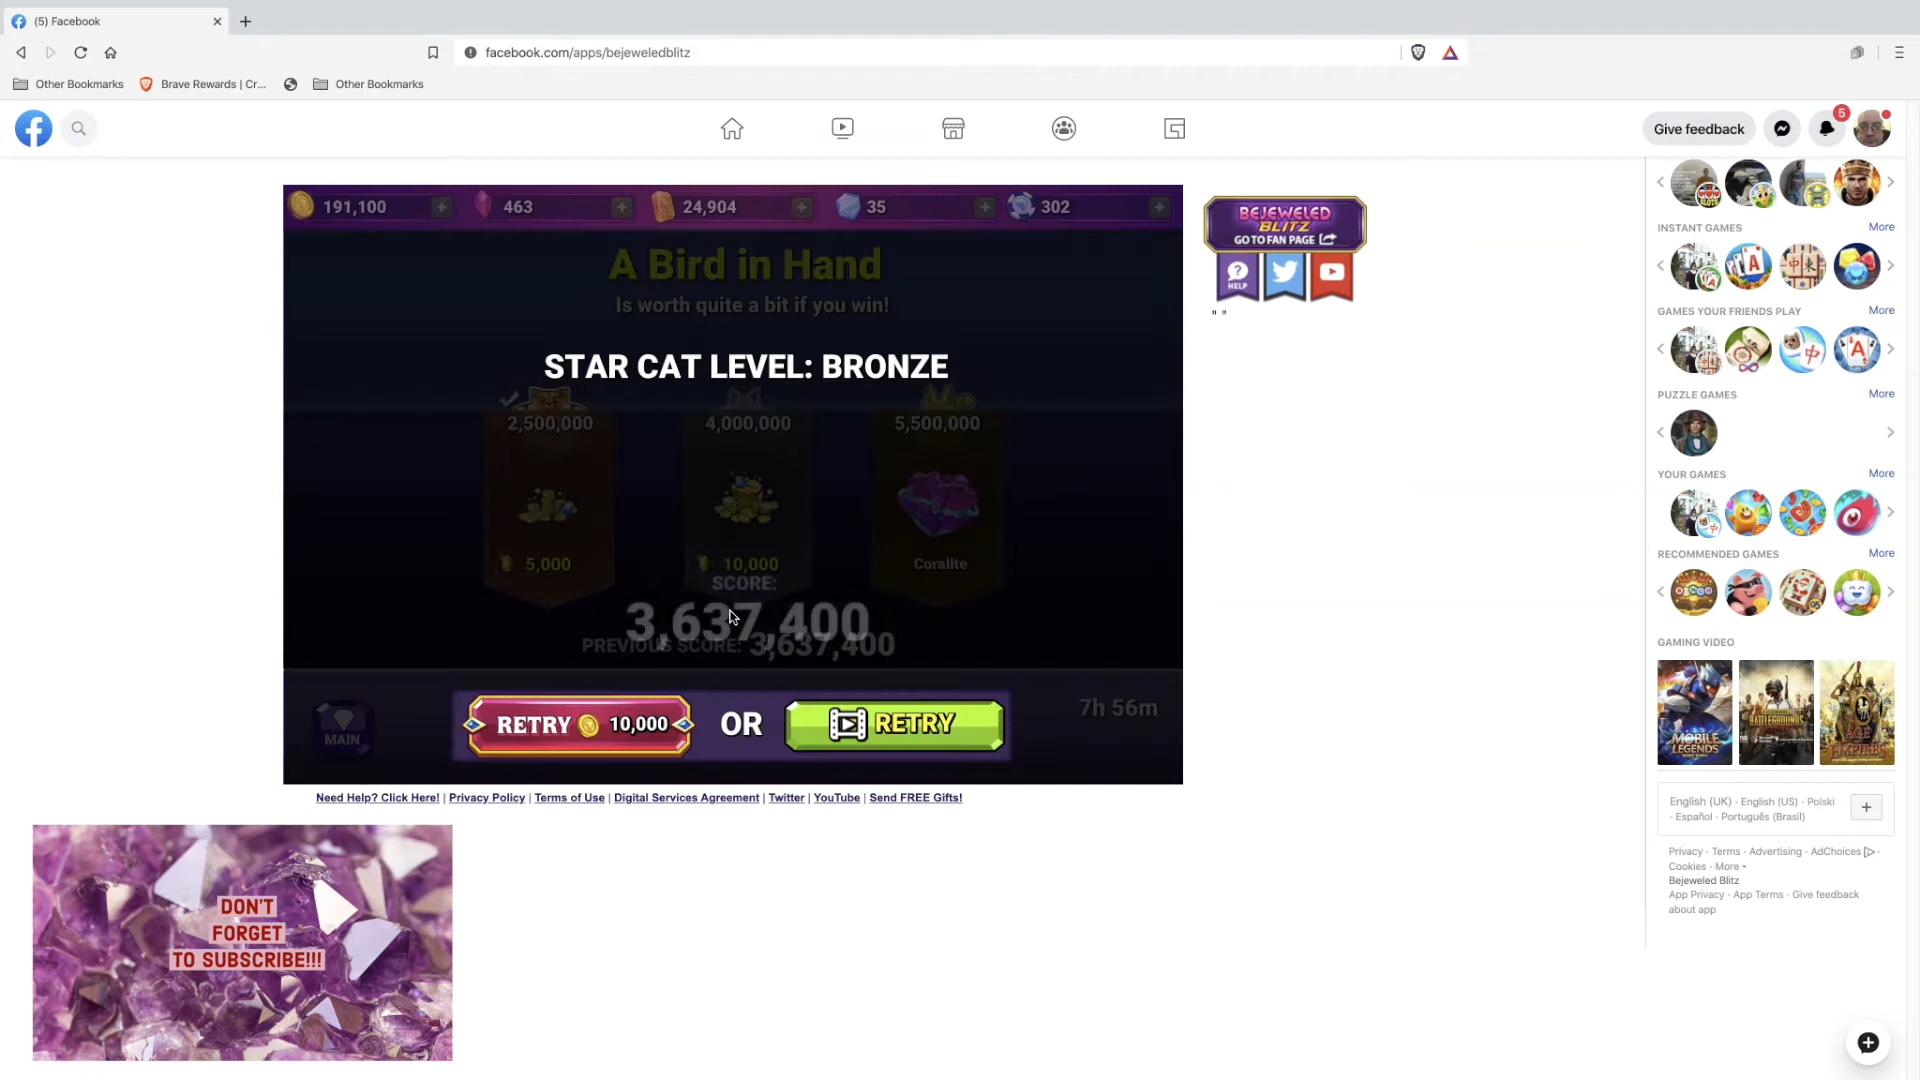 (5) Facebook
facebook.com/apps/bejeweledblitz
Other Bookmarks
Brave Rewards | Cr...
Other Bookmarks
Give feedback
5
191,100
463
24,904
35
302
A Bird in Hand
Is worth quite a bit if you win!
STAR CAT LEVEL: BRONZE
2,500,000
4,000,000
5,500,000
5,000
10,000
Coralite
SCORE:
3,637,400
PREVIOUS SCORE: 3,637,400
MAIN
RETRY 10,000
OR
RETRY
7h 56m
BEJEWELED
BLITZ
GO TO FAN PAGE
HELP
" "
Need Help? Click Here! | Privacy Policy | Terms of Use | Digital Services Agreement | Twitter | YouTube | Send FREE Gifts!
DON'T
FORGET
TO SUBSCRIBE!!!
INSTANT GAMES
More
GAMES YOUR FRIENDS PLAY
More
PUZZLE GAMES
More
YOUR GAMES
More
RECOMMENDED GAMES
More
BINGO
GAMING VIDEO
MOBILE
LEGENDS
BATTLEGROUNDS
AGE
EMPIRES
English (UK) · English (US) · Polski
· Español · Português (Brasil)
Privacy · Terms · Advertising · AdChoices ·
Cookies · More
Bejeweled Blitz
App Privacy · App Terms · Give feedback
about app